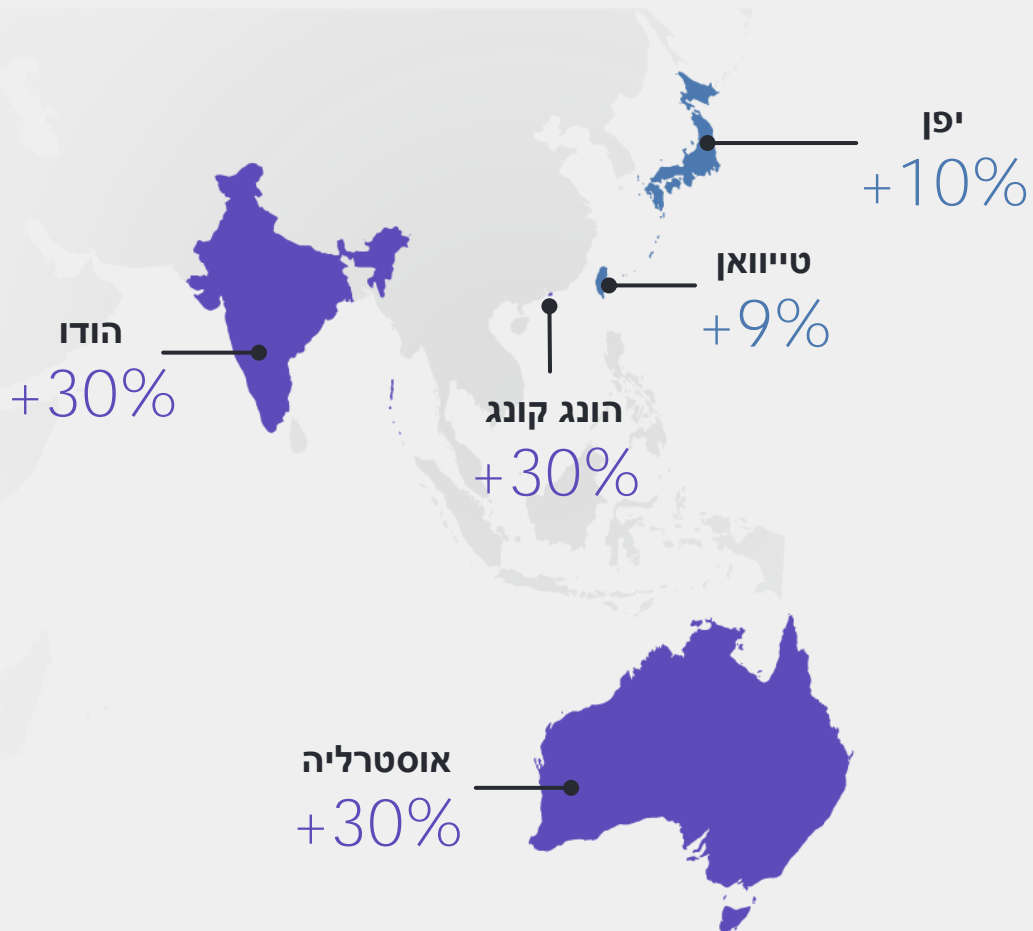 יפן
+10%
טייוואן
+9%
הודו
+30%
הונג קונג
+30%
אוסטרליה
+30%